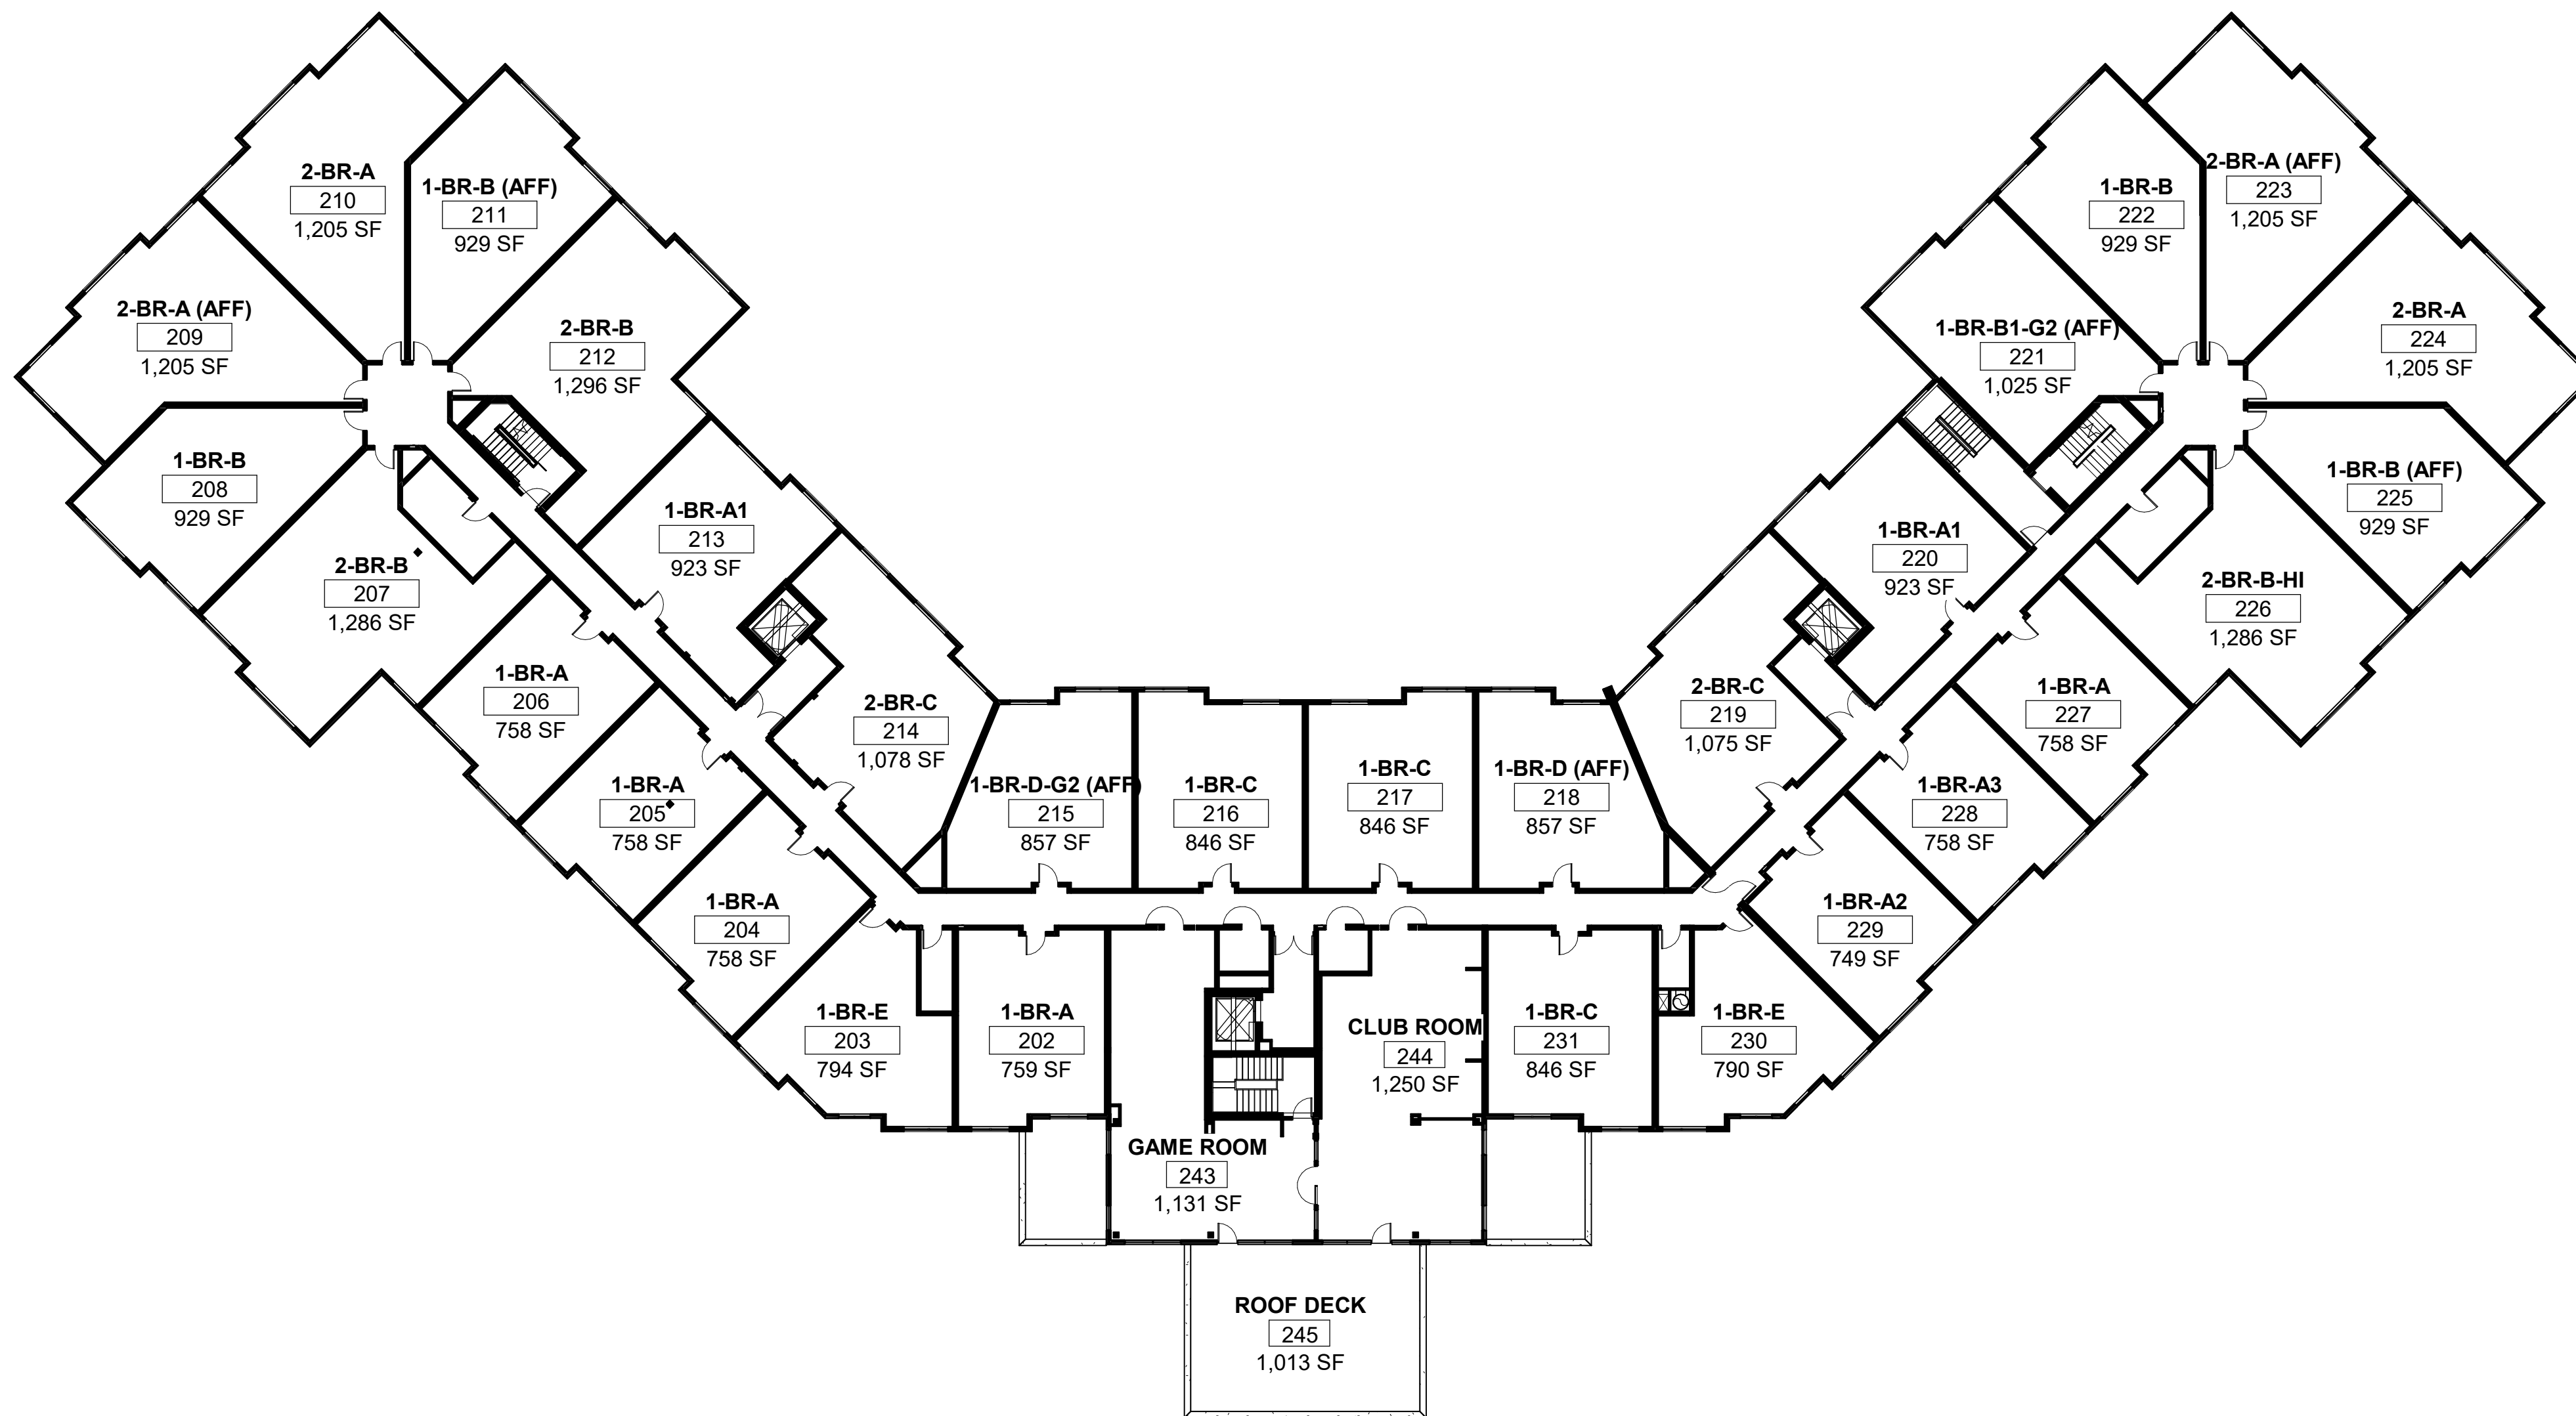 2-BR-A
210
1,205 SF
1-BR-B (AFF)
211
929 SF
2-BR-A (AFF)
209
1,205 SF
2-BR-B
212
1,296 SF
1-BR-B
208
929 SF
2-BR-B
207
1,286 SF
1-BR-A1
213
923 SF
1-BR-A
206
758 SF
2-BR-C
214
1,078 SF
1-BR-A
205
758 SF
1-BR-A
204
758 SF
1-BR-E
203
794 SF
1-BR-A
202
759 SF
1-BR-D-G2 (AFF)
215
857 SF
1-BR-C
216
846 SF
1-BR-C
217
846 SF
1-BR-D (AFF)
218
857 SF
2-BR-C
219
1,075 SF
1-BR-A1
220
923 SF
1-BR-B1-G2 (AFF)
221
1,025 SF
1-BR-B
222
929 SF
2-BR-A (AFF)
223
1,205 SF
2-BR-A
224
1,205 SF
1-BR-B (AFF)
225
929 SF
2-BR-B-HI
226
1,286 SF
1-BR-A
227
758 SF
1-BR-A3
228
758 SF
1-BR-A2
229
749 SF
1-BR-E
230
790 SF
1-BR-C
231
846 SF
CLUB ROOM
244
1,250 SF
GAME ROOM
243
1,131 SF
ROOF DECK
245
1,013 SF